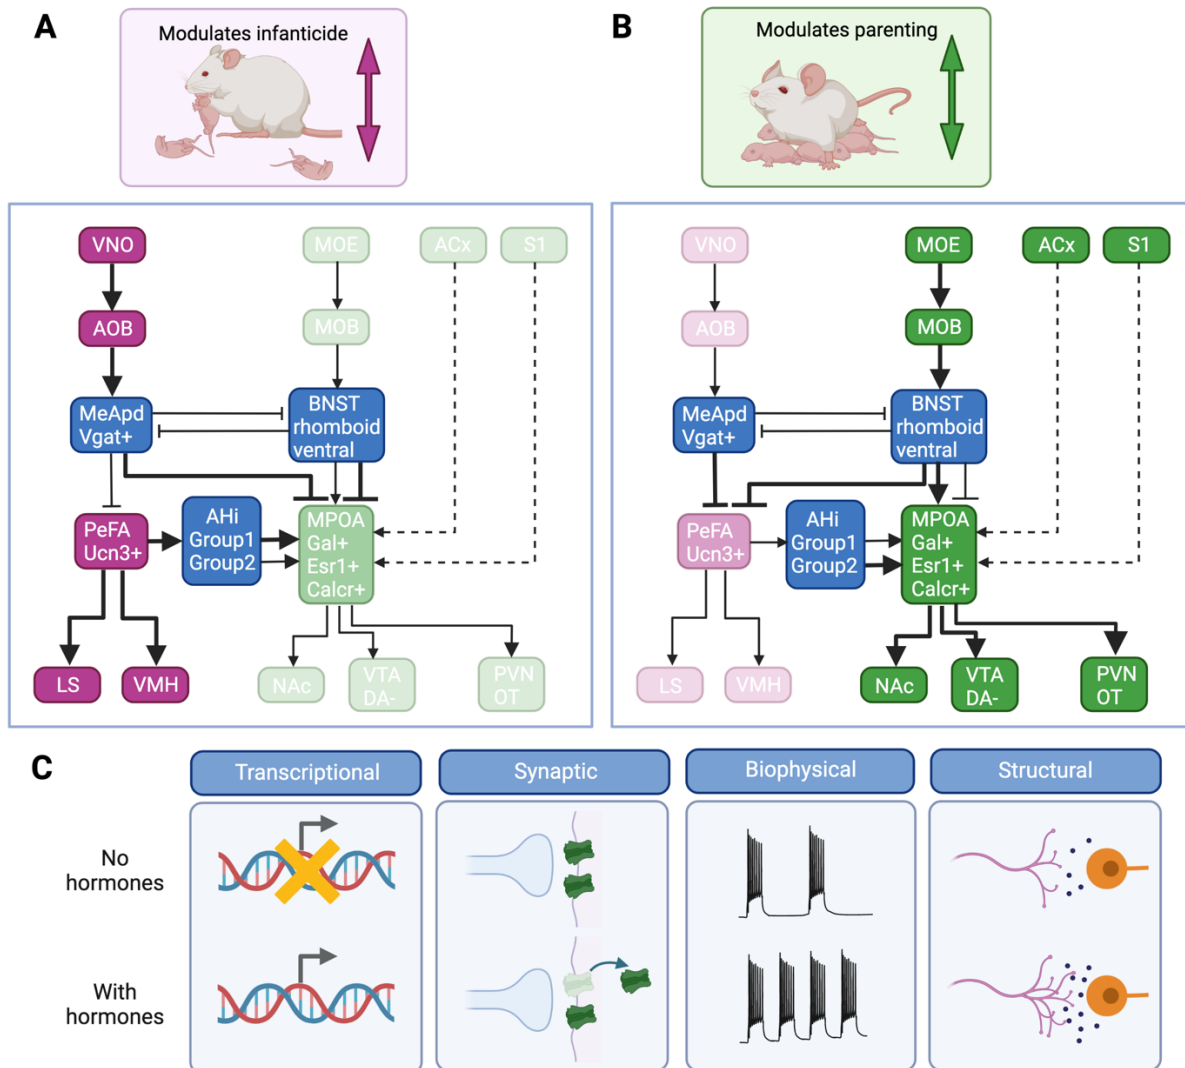 A
Modulates infanticide
B
Modulates parenting
VNO
MOE
ACx
S1
AOB
MOB
MeApd
Vgat+
BNST
rhomboid
ventral
PeFA
Ucn3+
AHi
Group1
Group2
MPOA
Gal+
Esr1+
Calcr+
LS
VMH
NAc
VTA
DA-
PVN
OT
VNO
MOE
ACx
S1
AOB
MOB
MeApd
Vgat+
BNST
rhomboid
ventral
PeFA
Ucn3+
AHi
Group1
Group2
MPOA
Gal+
Esr1+
Calcr+
LS
VMH
NAc
VTA
DA-
PVN
OT
C
Transcriptional
Synaptic
Biophysical
Structural
No
hormones
With
hormones